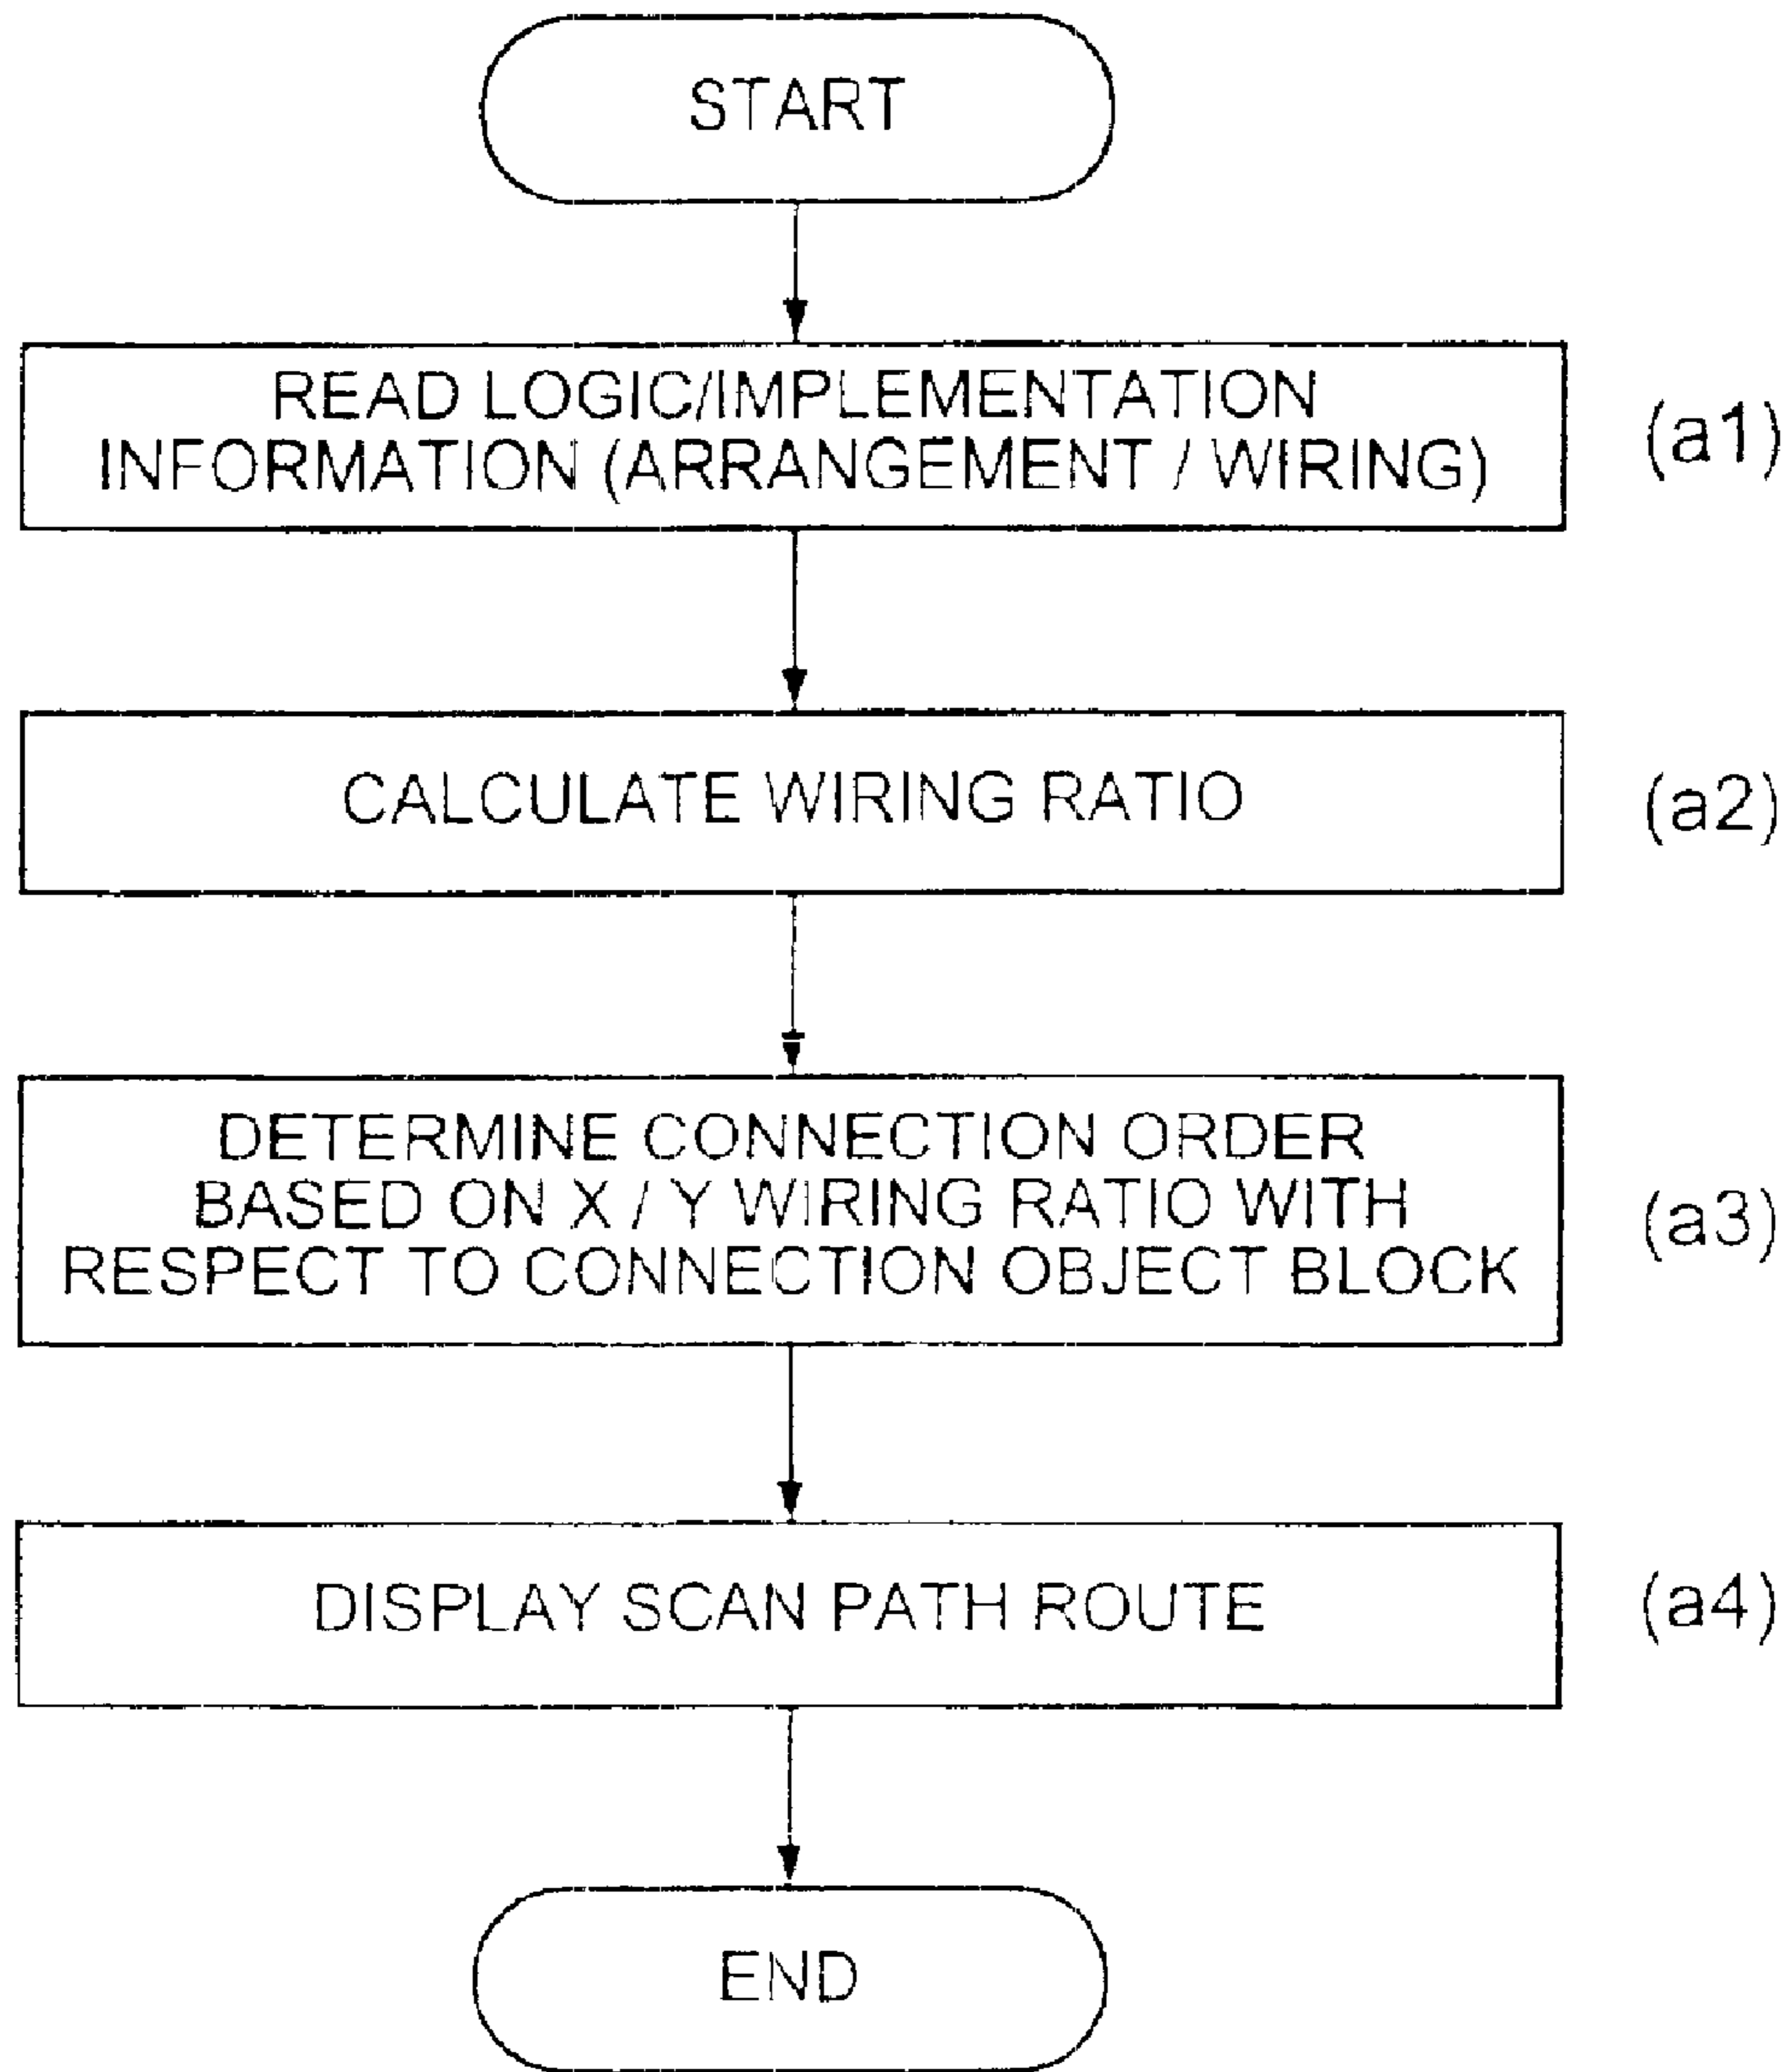 START
READ LOGIC/IMPLEMENTATION
INFORMATION (ARRANGEMENT / WIRING)
(a1)
CALCULATE WIRING RATIO
(a2)
DETERMINE CONNECTION ORDER
BASED ON X / Y WIRING RATIO WITH
RESPECT TO CONNECTION OBJECT BLOCK
(a3)
DISPLAY SCAN PATH ROUTE
(a4)
END